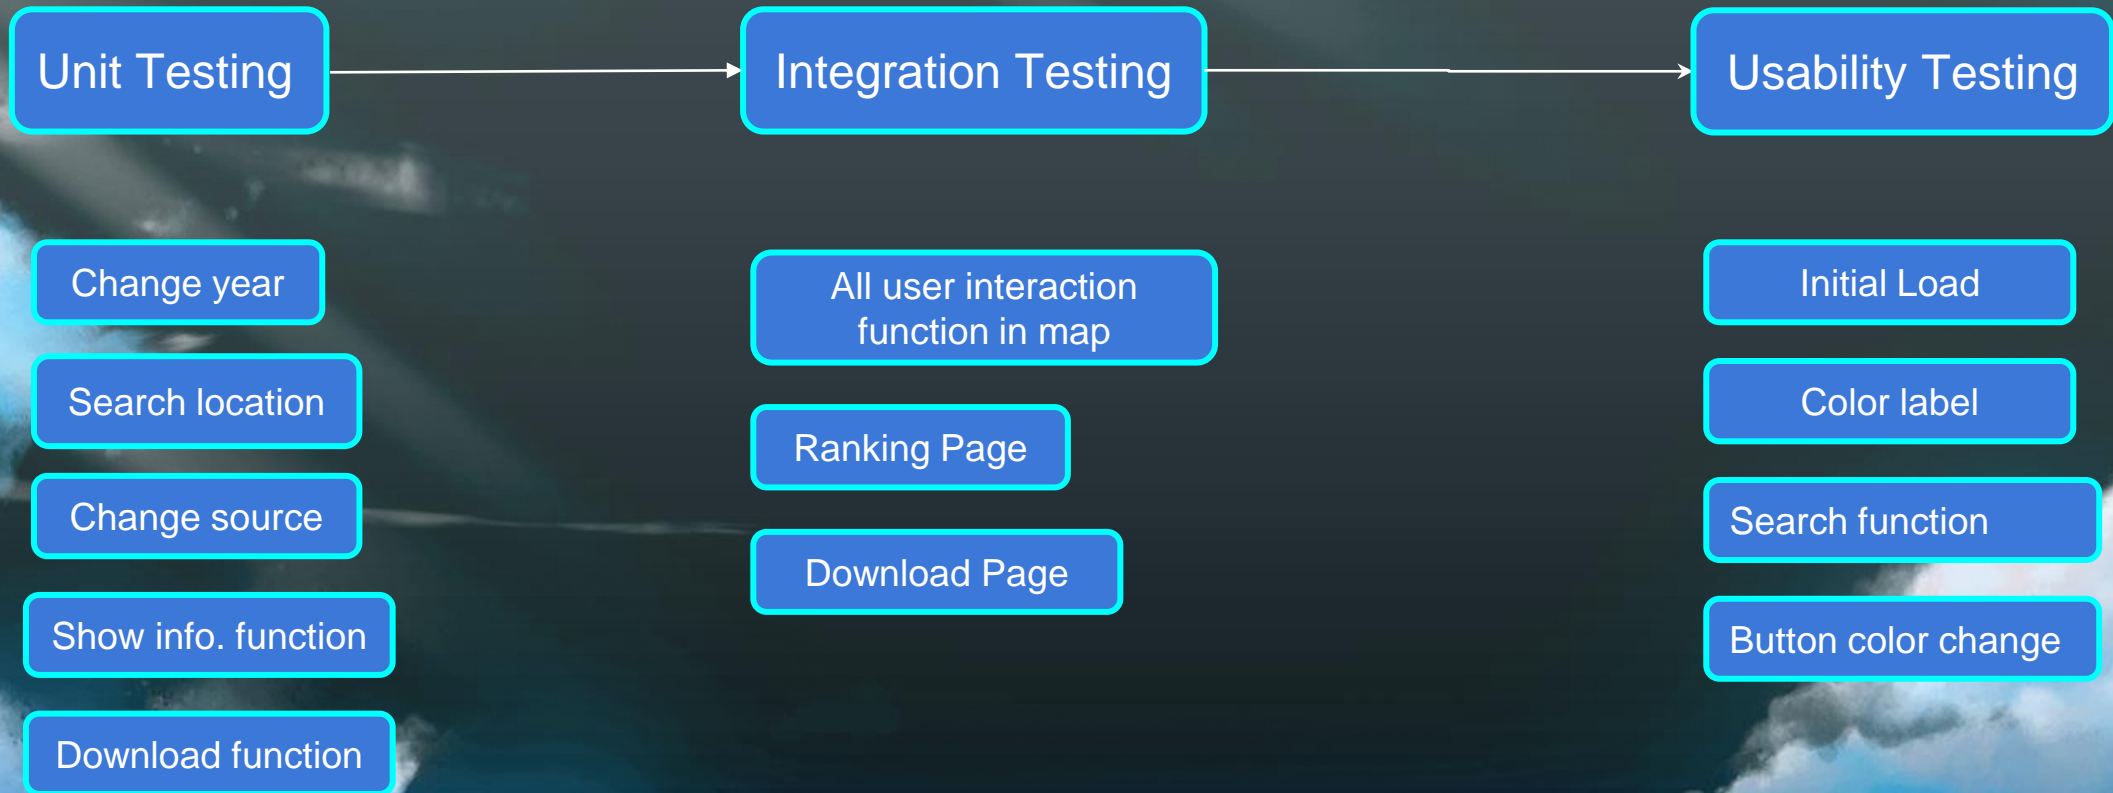 Unit Testing
Integration Testing
Usability Testing
Change year
Search location
Change source
Show info. function
Download function
All user interaction
function in map
Ranking Page
Download Page
Initial Load
Color label
Search function
Button color change